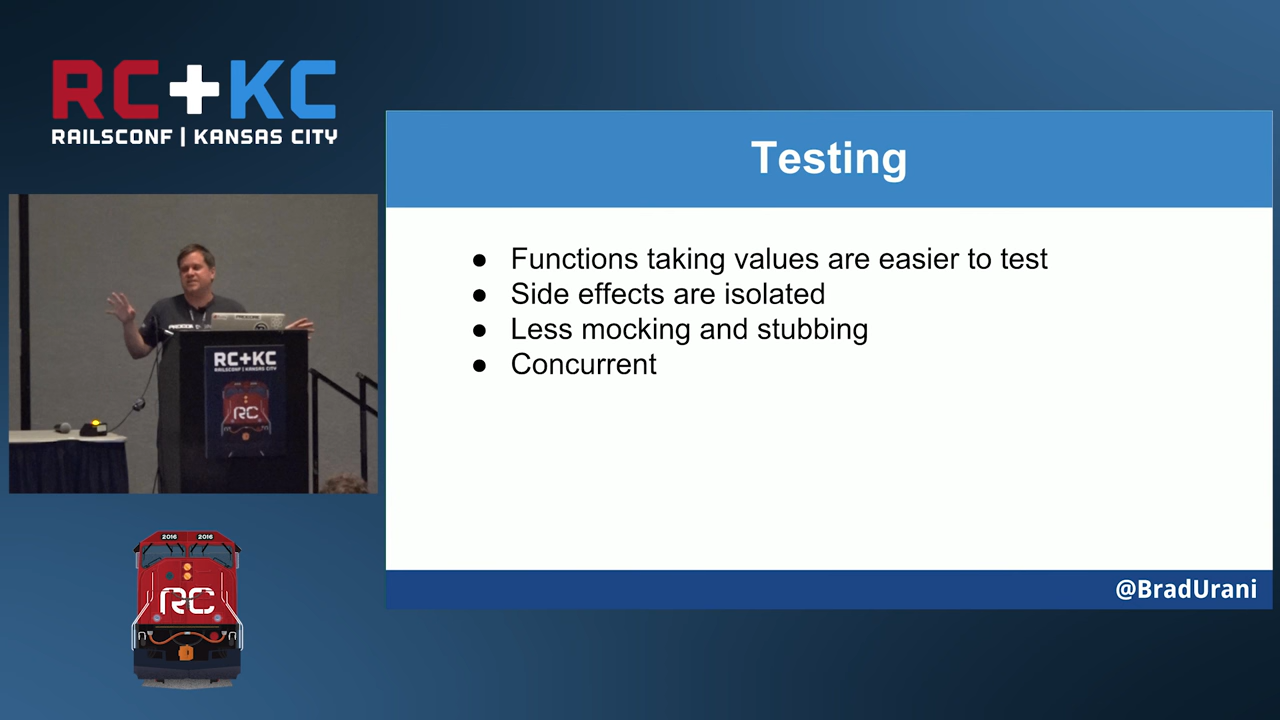 RC+KC
RAILSCONF | KANSAS CITY
Testing
● Functions taking values are easier to test
● Side effects are isolated
● Less mocking and stubbing
● Concurrent
@BradUrani
RC+KC
RAILSCONF | KANSAS CITY
RC
2016 2016
RC